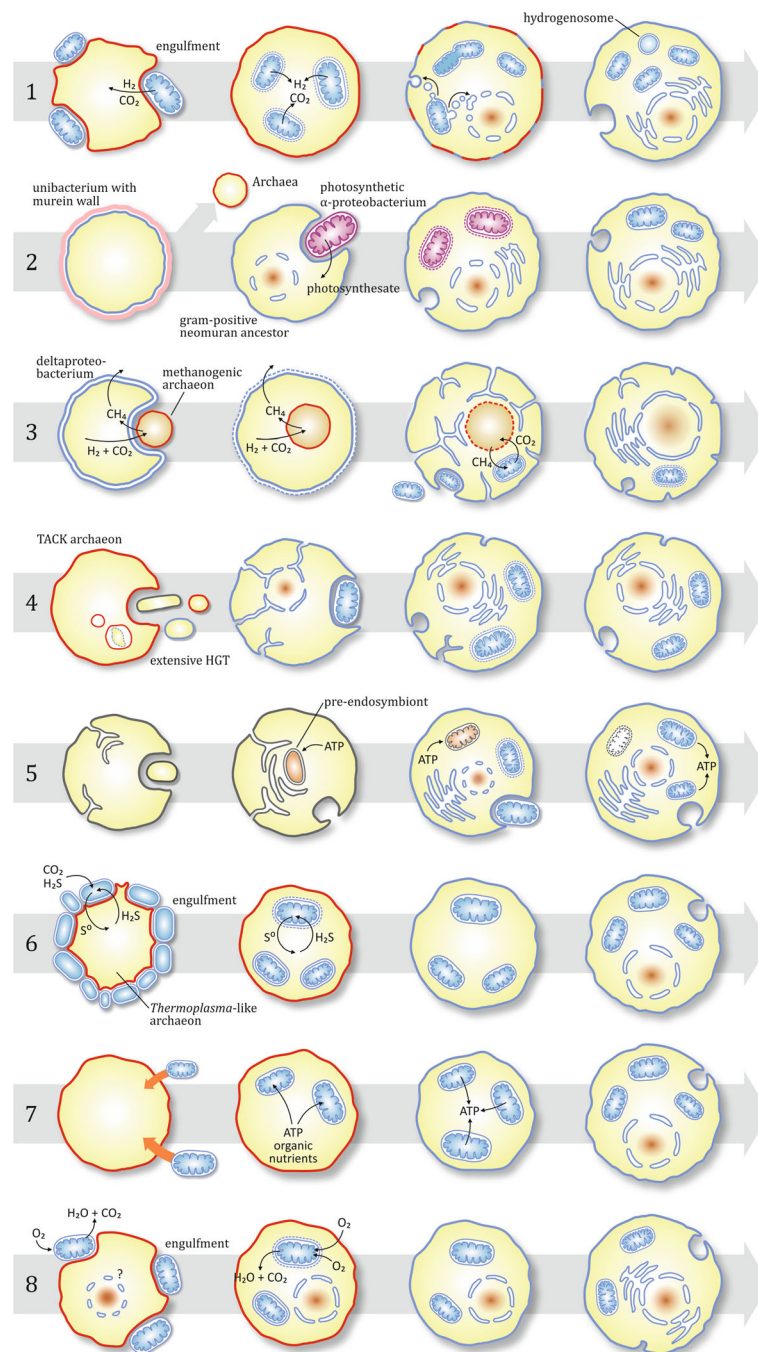 hydrogenosome
engulfment
1
H₂
CO₂
H₂
CO₂
unibacterium with
murein wall
Archaea
photosynthetic
α-proteobacterium
2
photosynthesate
gram-positive
neomuran ancestor
deltaproteo-
bacterium
methanogenic
archaeon
3
CH₄
H₂ + CO₂
CH₄
H₂ + CO₂
CO₂
CH₄
TACK archaeon
4
extensive HGT
pre-endosymbiont
5
ATP
ATP
ATP
CO₂
H₂S
engulfment
6
S⁰
H₂S
S⁰
H₂S
Thermoplasma-like
archaeon
7
ATP
organic
nutrients
ATP
H₂O + CO₂
O₂
engulfment
8
?
O₂
O₂
H₂O + CO₂